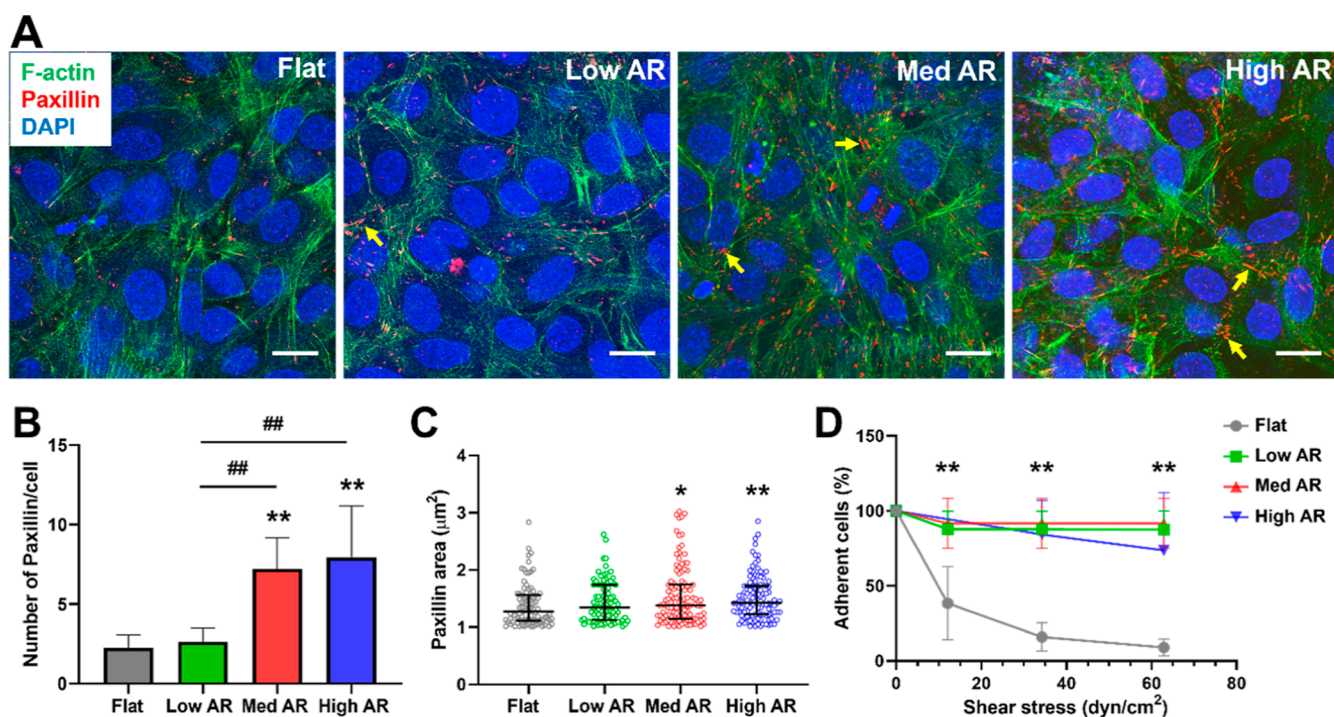 A
F-actin
Paxillin
DAPI
Flat
Low AR
Med AR
High AR
B
Number of Paxillin/cell
15
10
5
0
##
##
**
**
Flat
Low AR
Med AR
High AR
C
Paxillin area (μm²)
4
3
2
1
0
*
**
Flat
Low AR
Med AR
High AR
D
Adherent cells (%)
150
100
50
0
**
**
**
0
20
40
60
80
Shear stress (dyn/cm²)
Flat
Low AR
Med AR
High AR